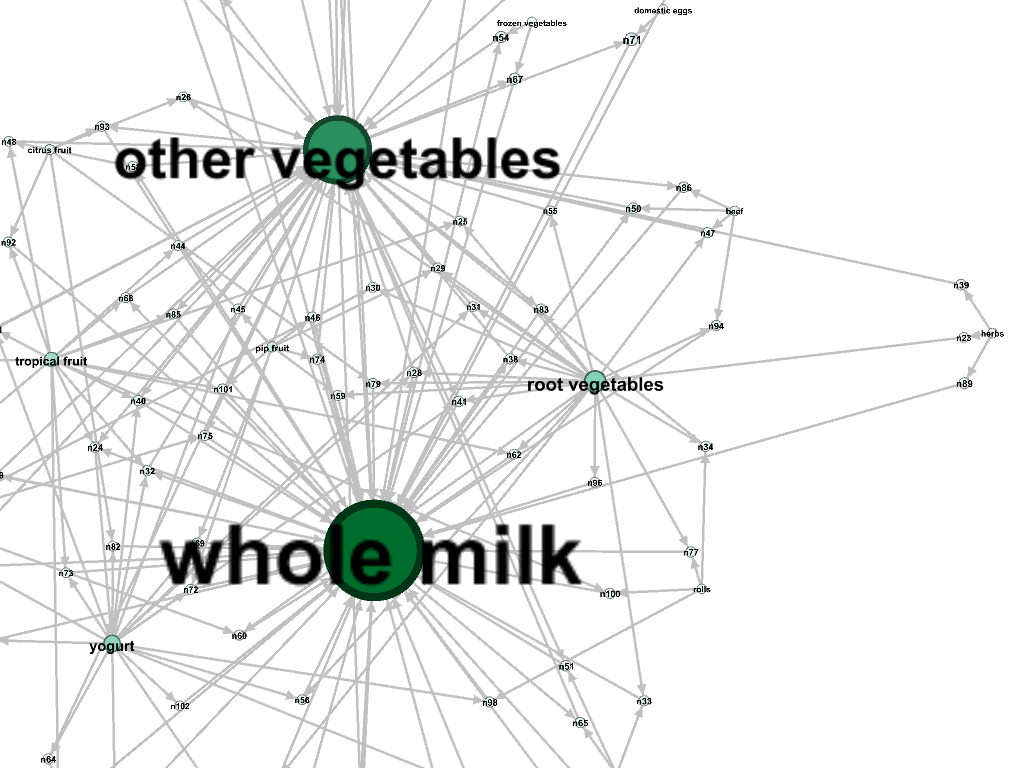 domestic eggs
frozen vegetables
n54
n71
n67
n26
n93
n48
citrus fruit
other vegetables
n86
n50
beef
n55
n25
n47
n92
n44
n29
n39
n30
n68
n45
n31
n83
n85
n46
n94
herbs
n23
pip fruit
tropical fruit
n74
n38
n28
n79
root vegetables
n89
n101
n59
n40
n41
n75
n24
n34
n62
n32
n96
n82
whole milk
n77
n73
n72
rolls
n100
n60
yogurt
n51
n56
n98
n33
n102
n65
n64